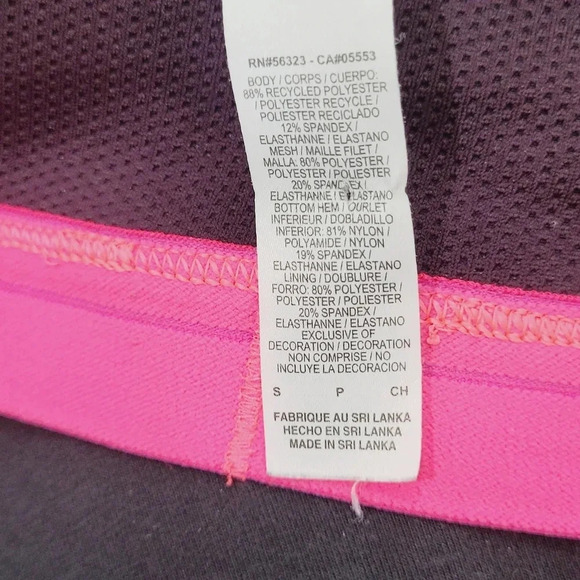 RN#56323 - CA#05553
BODY / CORPS / CUERPO:
88% RECYCLED POLYESTER
/ POLYESTER RECYCLE /
POLIESTER RECICLADO
12% SPANDEX /
ELASTHANNE / ELASTANO
MESH / MAILLE FILET /
MALLA: 80% POLYESTER /
POLYESTER / POLIESTER
20% SPANDEX /
ELASTHANNE / ELASTANO
BOTTOM HEM / OURLET
INFERIEUR / DOBLADILLO
INFERIOR: 81% NYLON /
POLYAMIDE / NYLON
19% SPANDEX /
ELASTHANNE / ELASTANO
LINING / DOUBLURE /
FORRO: 80% POLYESTER /
POLYESTER / POLIESTER
20% SPANDEX /
ELASTHANNE / ELASTANO
EXCLUSIVE OF
DECORATION / DECORATION
NON COMPRISE / NO
INCLUYE LA DECORACION
S P CH
FABRIQUE AU SRI LANKA
HECHO EN SRI LANKA
MADE IN SRI LANKA